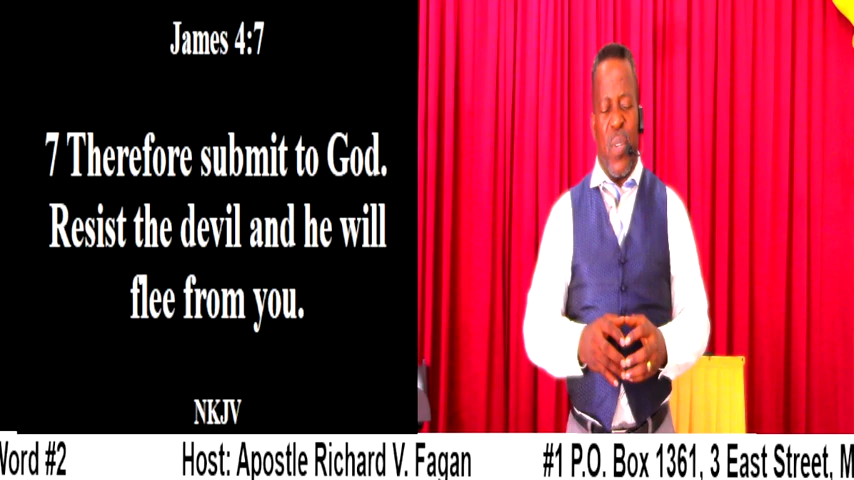 James 4:7
7 Therefore submit to God.
Resist the devil and he will
flee from you.
NKJV
Word #2 Host: Apostle Richard V. Fagan #1 P.O. Box 1361, 3 East Street, M